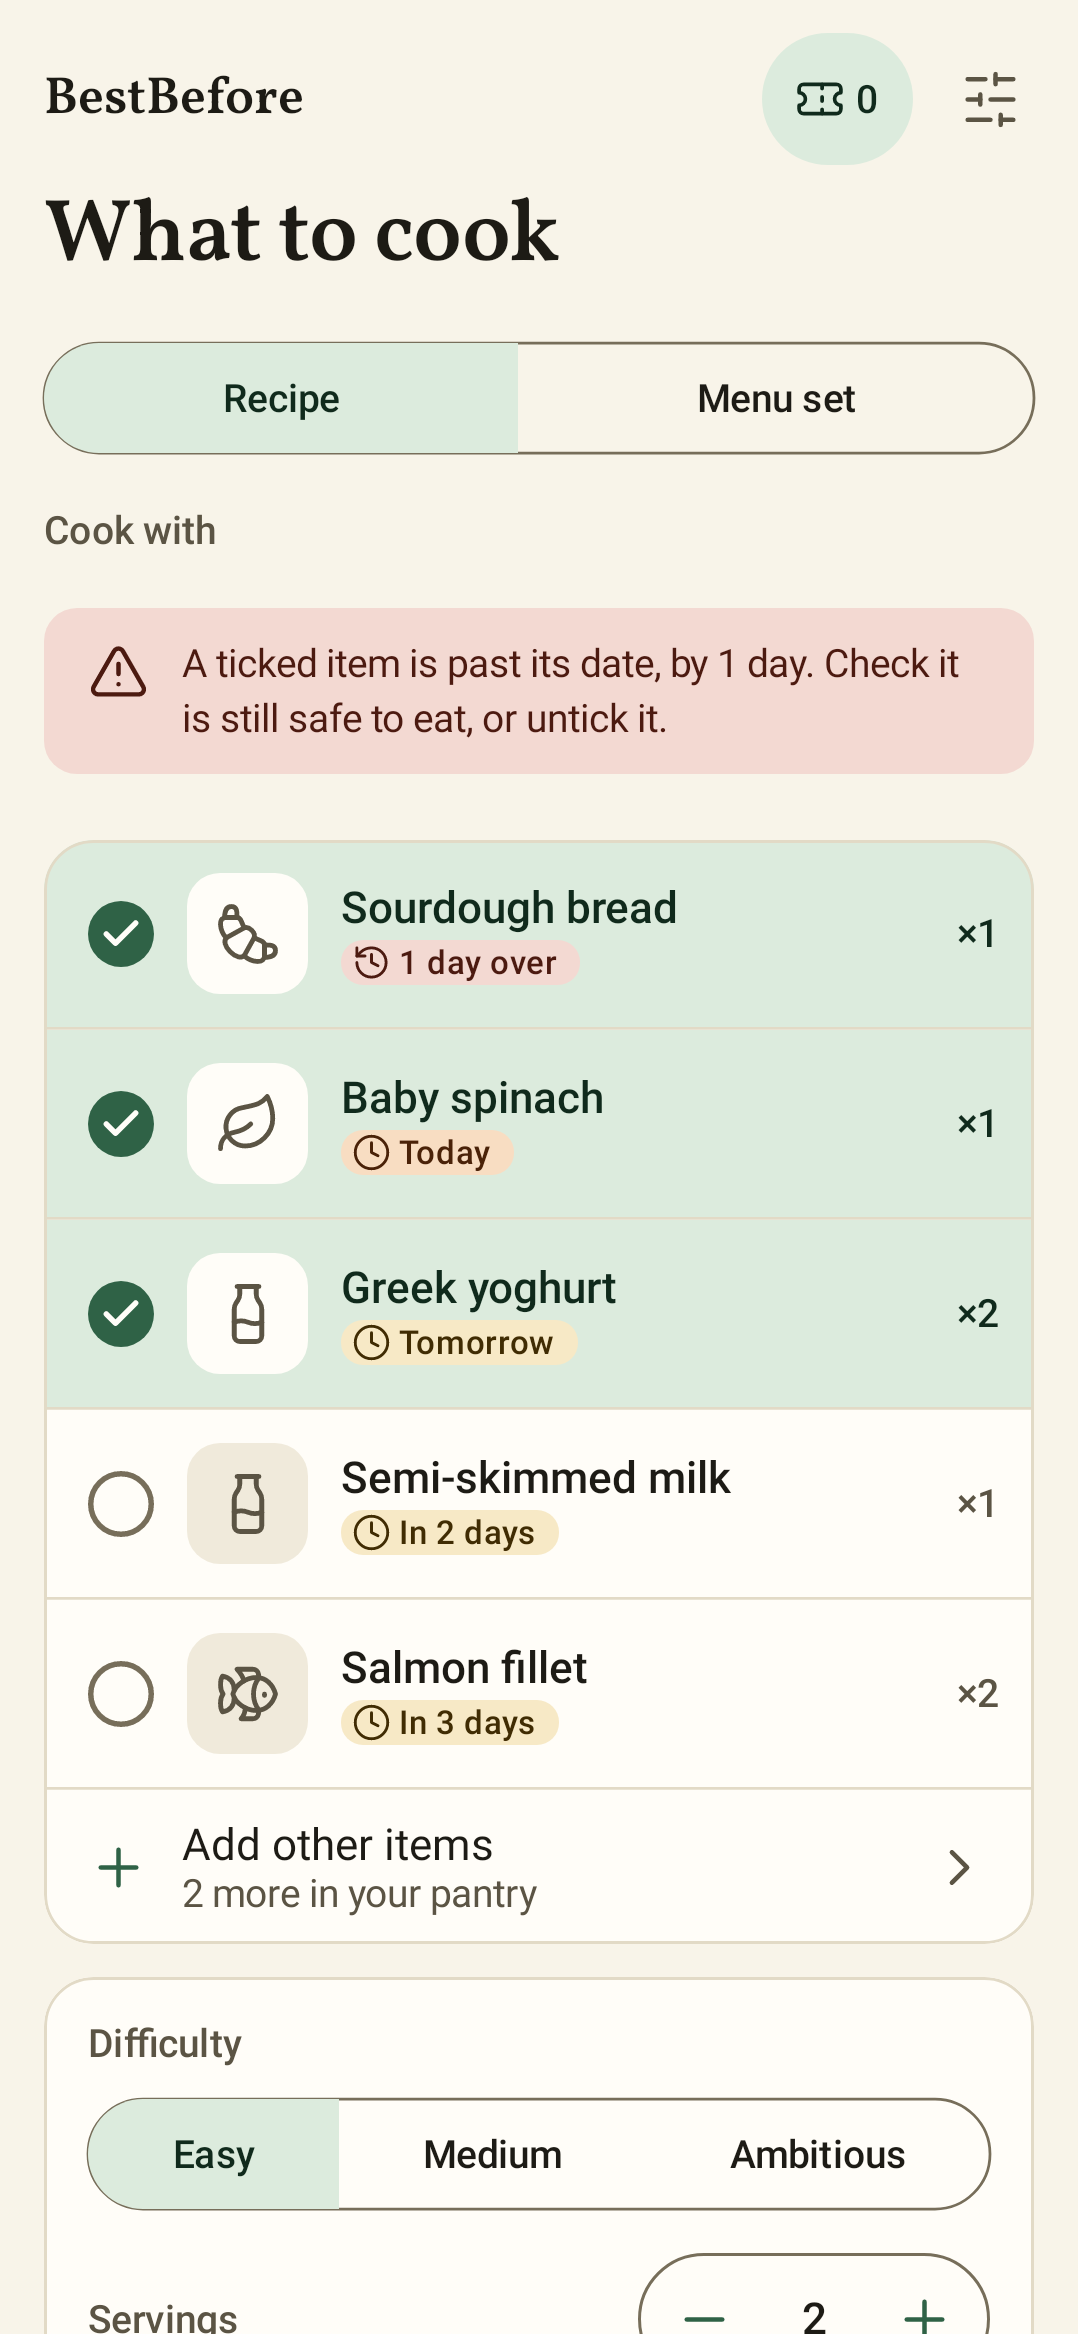 BestBefore
0
What to cook
Recipe
Menu set
Cook with
A ticked item is past its date, by 1 day. Check it
is still safe to eat, or untick it.
Sourdough bread
1 day over
×1
Baby spinach
Today
×1
Greek yoghurt
Tomorrow
×2
Semi-skimmed milk
In 2 days
×1
Salmon fillet
In 3 days
×2
Add other items
2 more in your pantry
Difficulty
Easy
Medium
Ambitious
Servings
2